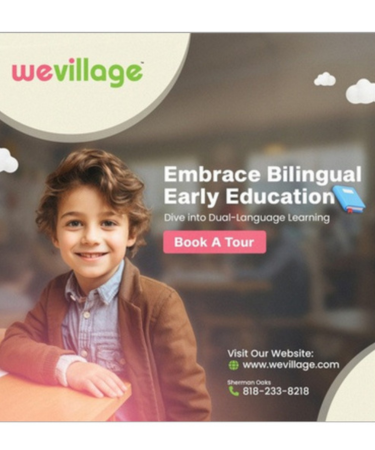 wevillage
Embrace Bilingual
Early Education
Dive into Dual-Language Learning
Book A Tour
Visit Our Website:
www.wevillage.com
Sherman Oaks
818-233-8218